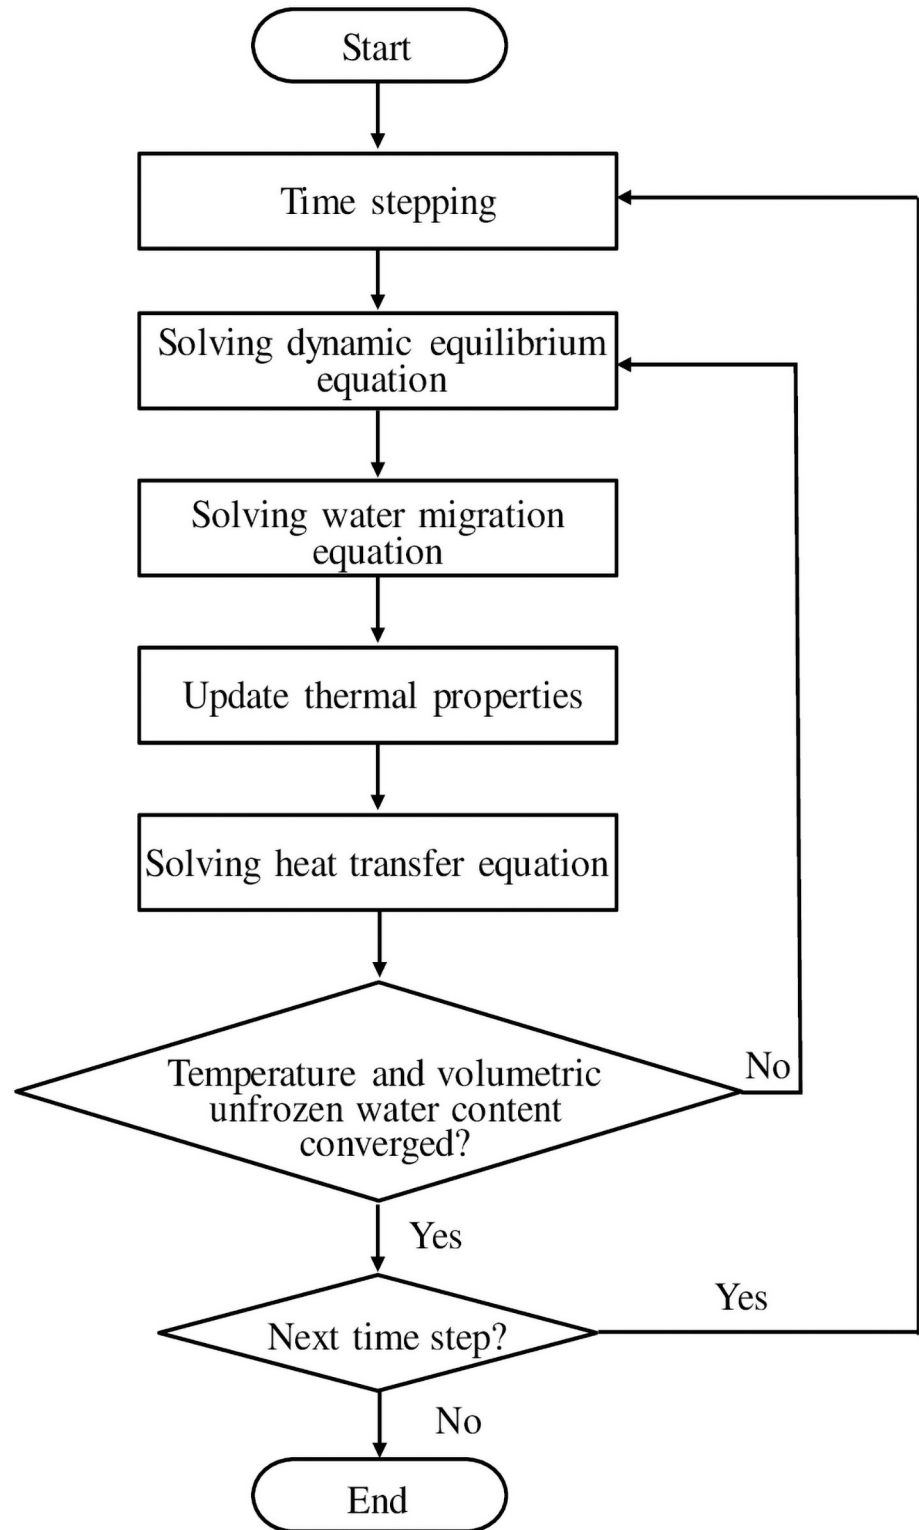 Start
Time stepping
Solving dynamic equilibrium
equation
Solving water migration
equation
Update thermal properties
Solving heat transfer equation
Temperature and volumetric
unfrozen water content
converged?
No
Yes
Next time step?
Yes
No
End